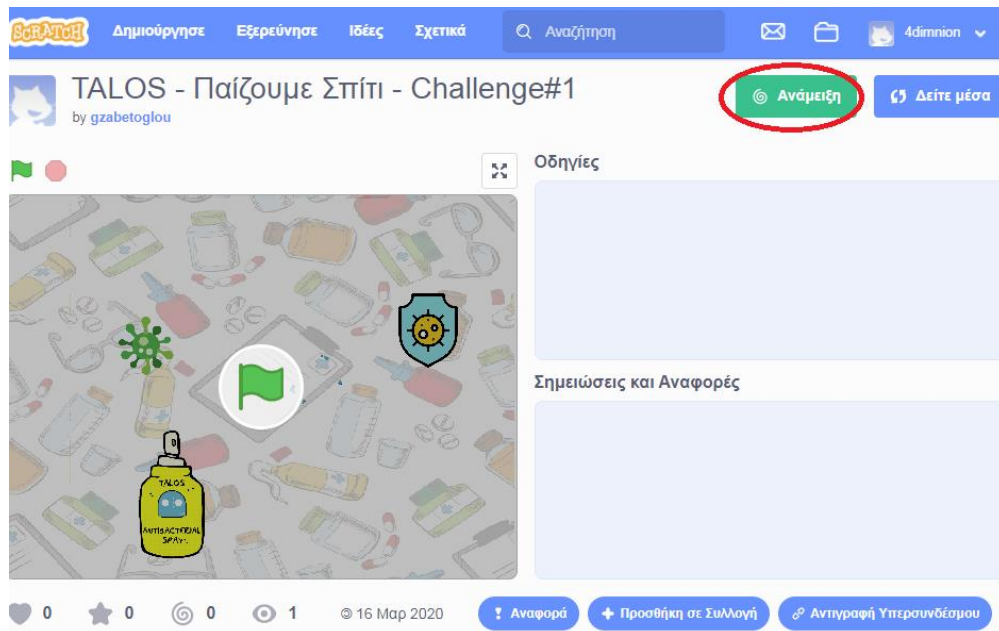 SCRATCH Δημιούργησε Εξερεύνησε Ιδέες Σχετικά Αναζήτηση 4dimnion
TALOS - Παίζουμε Σπίτι - Challenge#1
by gzabetoglou
Ανάμειξη
Δείτε μέσα
Οδηγίες
TALOS
ANTIBACTERIAL
SPAY.
Σημειώσεις και Αναφορές
0 0 0 1 © 16 Μαρ 2020 Αναφορά Προσθήκη σε Συλλογή Αντιγραφή Υπερσυνδέσμου